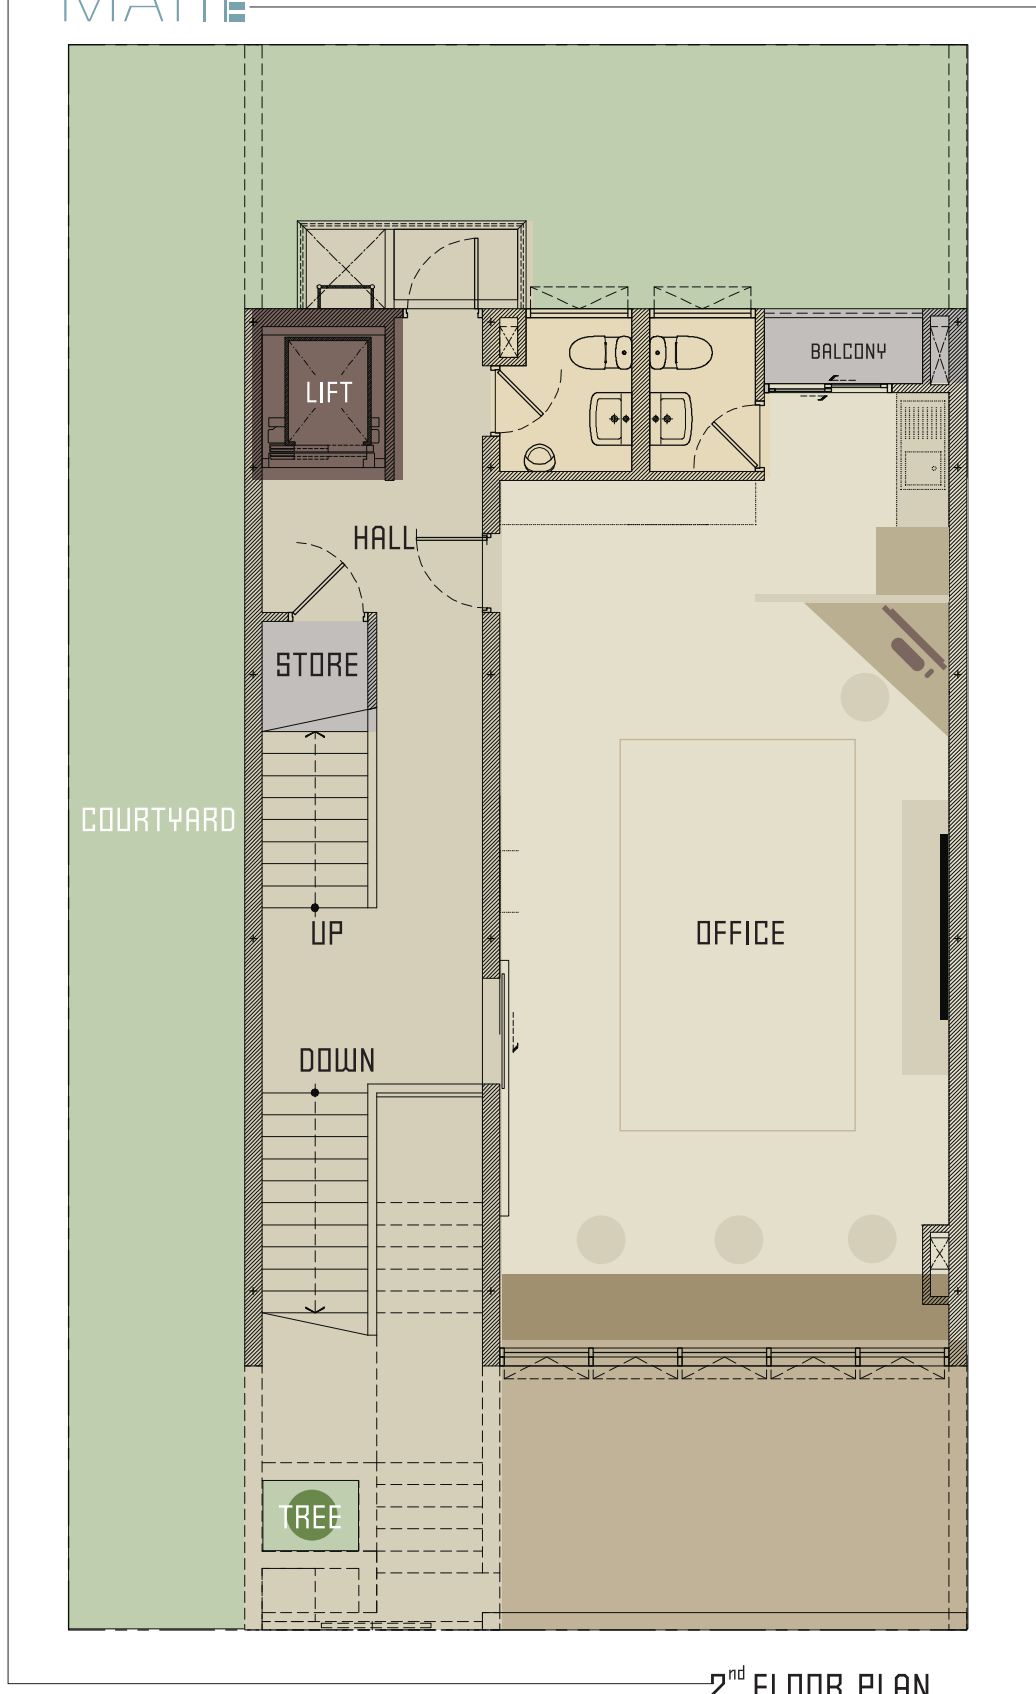 BALCONY
LIFT
HALL
STORE
COURTYARD
UP
OFFICE
DOWN
TREE
2nd FLOOR PLAN